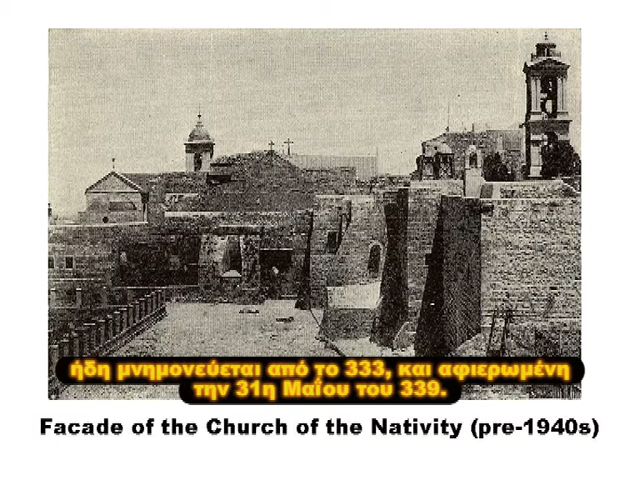 ήδη μνημονεύεται από το 333, και αφιερωμένη
την 31η Μαΐου του 339.
Facade of the Church of the Nativity (pre-1940s)